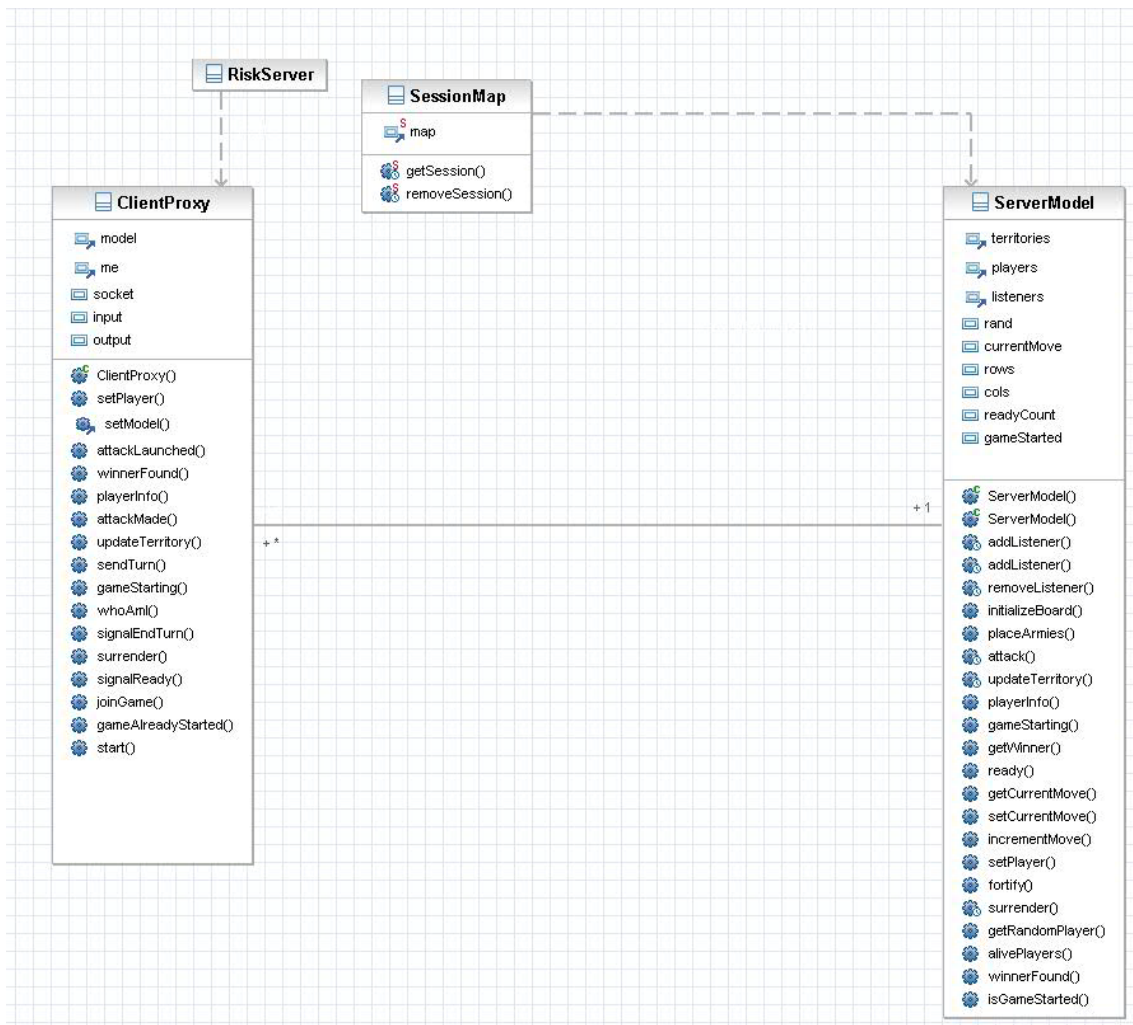 RiskServer
SessionMap
S
map
S
getSession()
S
removeSession()
ClientProxy
model
me
socket
input
output
C
ClientProxy()
setPlayer()
setModel()
attackLaunched()
winnerFound()
playerInfo()
attackMade()
updateTerritory()
sendTurn()
gameStarting()
whoAmI()
signalEndTurn()
surrender()
signalReady()
joinGame()
gameAlreadyStarted()
start()
+ *
+ 1
ServerModel
territories
players
listeners
rand
currentMove
rows
cols
readyCount
gameStarted
C
ServerModel()
C
ServerModel()
addListener()
addListener()
removeListener()
initializeBoard()
placeArmies()
attack()
updateTerritory()
playerInfo()
gameStarting()
getWinner()
ready()
getCurrentMove()
setCurrentMove()
incrementMove()
setPlayer()
fortify()
surrender()
getRandomPlayer()
alivePlayers()
winnerFound()
isGameStarted()